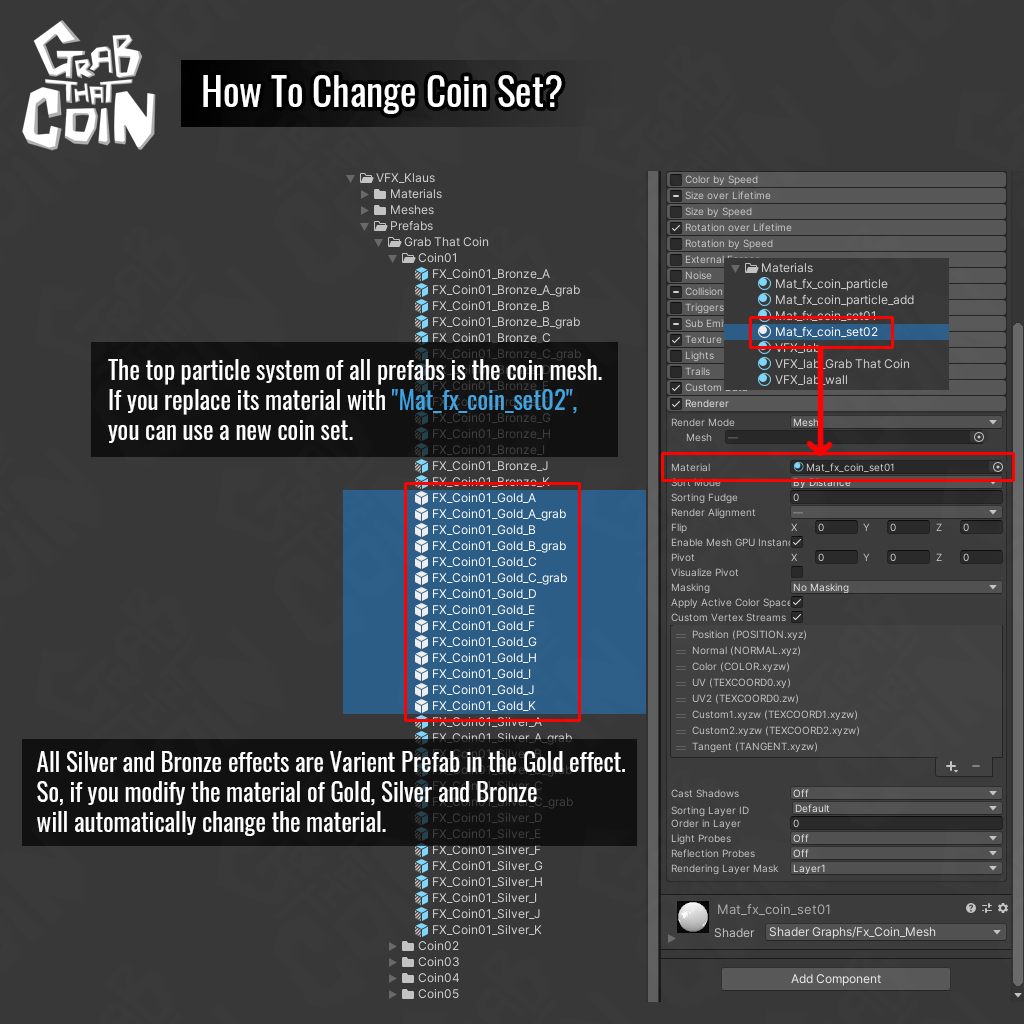 GRAB
THAT
COIN
How To Change Coin Set?
VFX_Klaus
Materials
Meshes
Prefabs
Grab That Coin
Coin01
FX_Coin01_Bronze_A
FX_Coin01_Bronze_A_grab
FX_Coin01_Bronze_B
FX_Coin01_Bronze_B_grab
FX_Coin01_Bronze_C
The top particle system of all prefabs is the coin mesh.
If you replace its material with "Mat_fx_coin_set02",
you can use a new coin set.
FX_Coin01_Bronze_G
FX_Coin01_Bronze_H
FX_Coin01_Bronze_I
FX_Coin01_Bronze_J
FX_Coin01_Bronze_K
FX_Coin01_Gold_A
FX_Coin01_Gold_A_grab
FX_Coin01_Gold_B
FX_Coin01_Gold_B_grab
FX_Coin01_Gold_C
FX_Coin01_Gold_C_grab
FX_Coin01_Gold_D
FX_Coin01_Gold_E
FX_Coin01_Gold_F
FX_Coin01_Gold_G
FX_Coin01_Gold_H
FX_Coin01_Gold_I
FX_Coin01_Gold_J
FX_Coin01_Gold_K
FX_Coin01_Silver_A
FX_Coin01_Silver_A_grab
All Silver and Bronze effects are Varient Prefab in the Gold effect.
So, if you modify the material of Gold, Silver and Bronze
will automatically change the material.
FX_Coin01_Silver_D
FX_Coin01_Silver_E
FX_Coin01_Silver_F
FX_Coin01_Silver_G
FX_Coin01_Silver_H
FX_Coin01_Silver_I
FX_Coin01_Silver_J
FX_Coin01_Silver_K
Coin02
Coin03
Coin04
Coin05
Color by Speed
Size over Lifetime
Size by Speed
Rotation over Lifetime
Rotation by Speed
External
Noise
Collision
Triggers
Sub Emi
Texture
Lights
Trails
Custom
Renderer
Materials
Mat_fx_coin_particle
Mat_fx_coin_particle_add
Mat_fx_coin_set01
Mat_fx_coin_set02
VFX_lab
VFX_lab_Grab That Coin
VFX_lab_wall
Render Mode Mesh
Mesh —
Material Mat_fx_coin_set01
Sort Mode By Distance
Sorting Fudge 0
Render Alignment —
Flip X 0 Y 0 Z 0
Enable Mesh GPU Instanc
Pivot X 0 Y 0 Z 0
Visualize Pivot
Masking No Masking
Apply Active Color Space
Custom Vertex Streams
Position (POSITION.xyz)
Normal (NORMAL.xyz)
Color (COLOR.xyzw)
UV (TEXCOORD0.xy)
UV2 (TEXCOORD0.zw)
Custom1.xyzw (TEXCOORD1.xyzw)
Custom2.xyzw (TEXCOORD2.xyzw)
Tangent (TANGENT.xyzw)
Cast Shadows Off
Sorting Layer ID Default
Order in Layer 0
Light Probes Off
Reflection Probes Off
Rendering Layer Mask Layer1
Mat_fx_coin_set01
Shader Shader Graphs/Fx_Coin_Mesh
Add Component